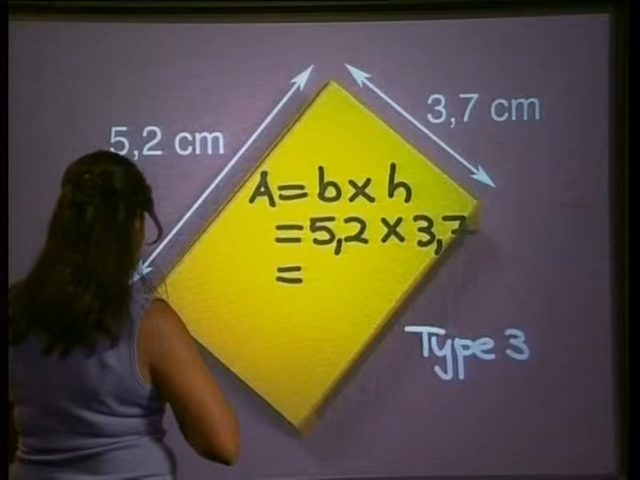 5,2 cm
3,7 cm
A = b x h
= 5,2 x 3,7
=
Type 3